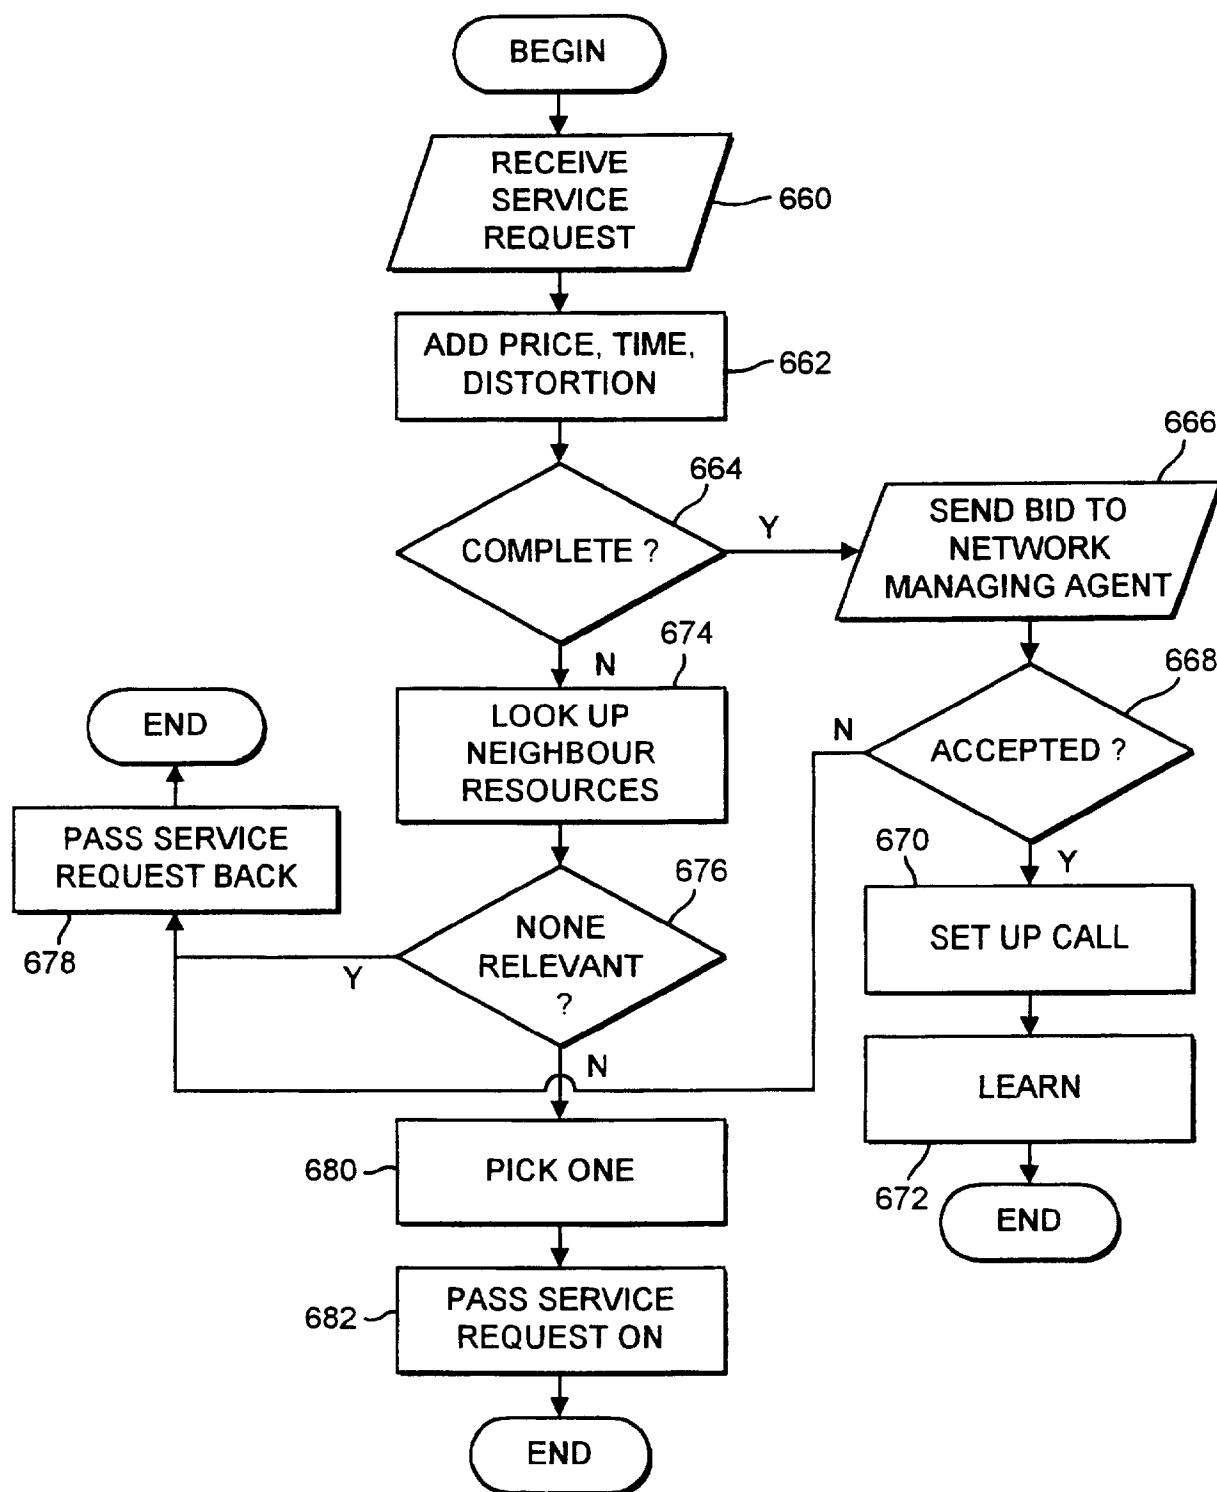 BEGIN
RECEIVE
SERVICE
REQUEST
660
ADD PRICE, TIME,
DISTORTION
662
COMPLETE ?
664
Y
N
SEND BID TO
NETWORK
MANAGING AGENT
666
ACCEPTED ?
668
N
Y
670
SET UP CALL
LEARN
672
END
674
LOOK UP
NEIGHBOUR
RESOURCES
676
NONE
RELEVANT
?
Y
N
END
PASS SERVICE
REQUEST BACK
678
680
PICK ONE
682
PASS SERVICE
REQUEST ON
END